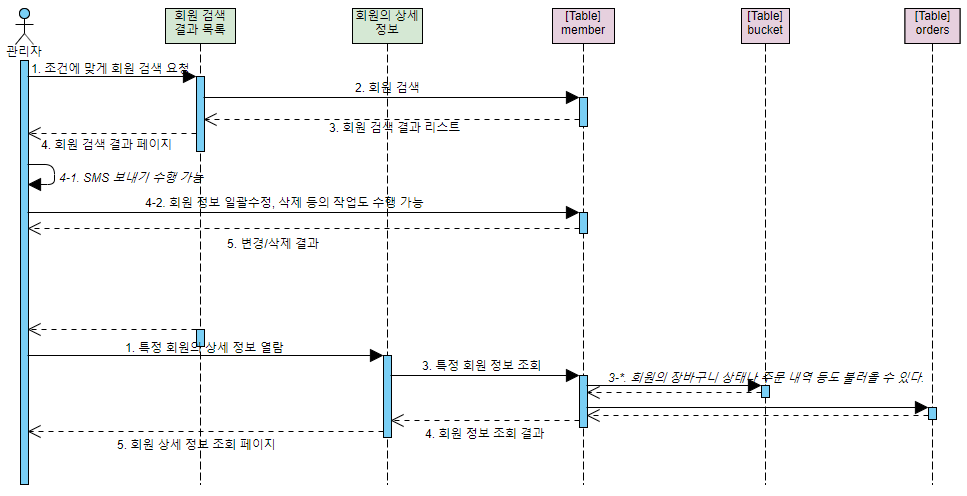 관리자
회원 검색
결과 목록
회원의 상세
정보
[Table]
member
[Table]
bucket
[Table]
orders
1. 조건에 맞게 회원 검색 요청
2. 회원 검색
3. 회원 검색 결과 리스트
4. 회원 검색 결과 페이지
4-1. SMS 보내기 수행 가능
4-2. 회원 정보 일괄수정, 삭제 등의 작업도 수행 가능
5. 변경/삭제 결과
1. 특정 회원의 상세 정보 열람
3. 특정 회원 정보 조회
3-*. 회원의 장바구니 상태나 주문 내역 등도 불러올 수 있다.
4. 회원 정보 조회 결과
5. 회원 상세 정보 조회 페이지